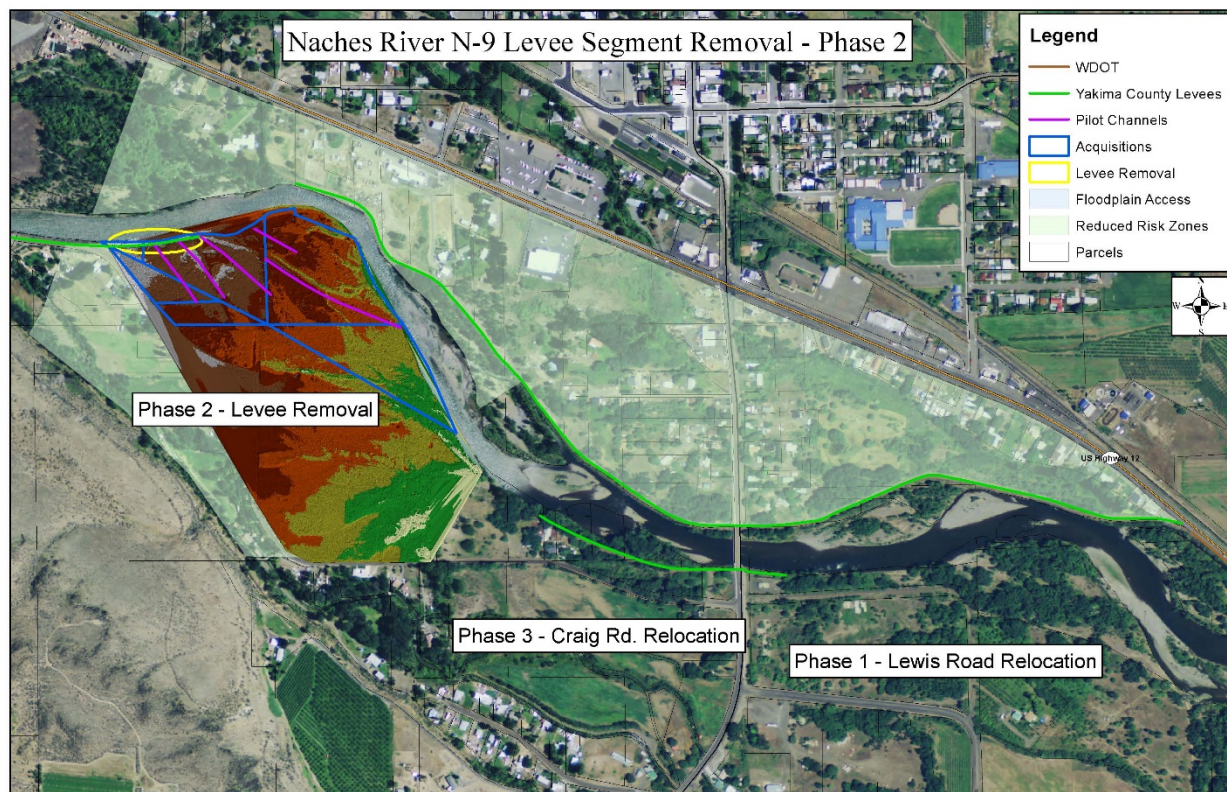 Naches River N-9 Levee Segment Removal - Phase 2
Legend
WDOT
Yakima County Levees
Pilot Channels
Acquisitions
Levee Removal
Floodplain Access
Reduced Risk Zones
Parcels
N
W E
S
Phase 2 - Levee Removal
US Highway 12
Phase 3 - Craig Rd. Relocation
Phase 1 - Lewis Road Relocation